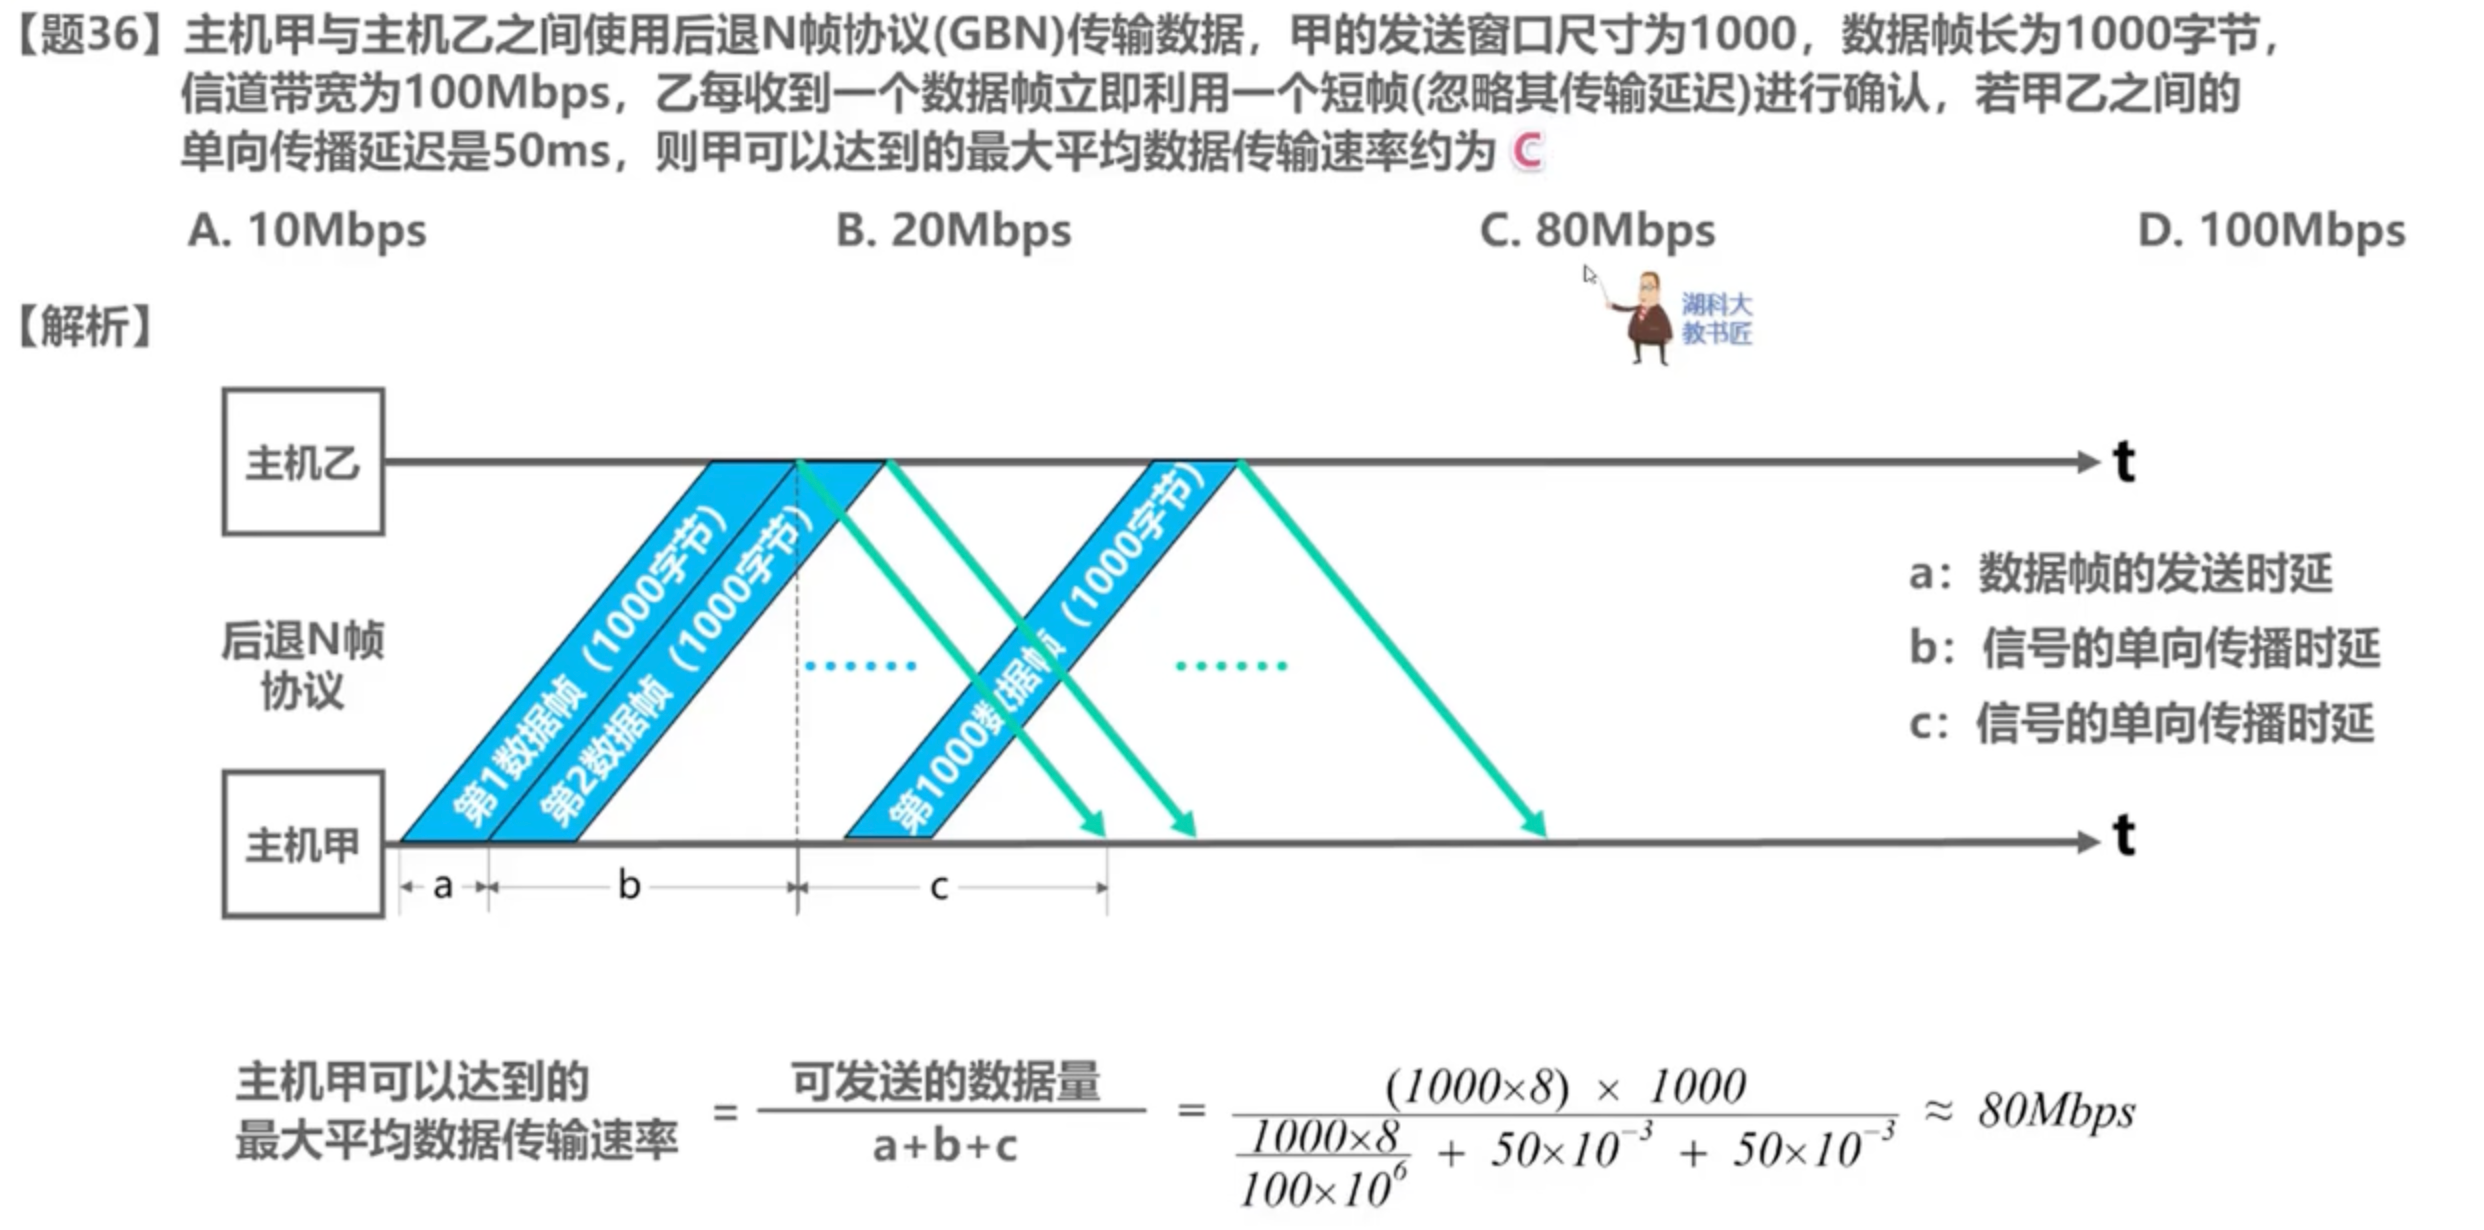 【题36】主机甲与主机乙之间使用后退N帧协议(GBN)传输数据，甲的发送窗口尺寸为1000，数据帧长为1000字节，
信道带宽为100Mbps，乙每收到一个数据帧立即利用一个短帧(忽略其传输延迟)进行确认，若甲乙之间的
单向传播延迟是50ms，则甲可以达到的最大平均数据传输速率约为 C
A. 10Mbps B. 20Mbps C. 80Mbps D. 100Mbps
湖科大
教书匠
【解析】
主机乙
t
第1数据帧（1000字节）
第2数据帧（1000字节）
······
第1000数据帧（1000字节）
······
后退N帧
协议
a：数据帧的发送时延
b：信号的单向传播时延
c：信号的单向传播时延
主机甲
t
a b c
主机甲可以达到的
最大平均数据传输速率
=
可发送的数据量
a+b+c
=
(1000×8) × 1000
1000×8
100×10⁶
+ 50×10⁻³ + 50×10⁻³
≈ 80Mbps